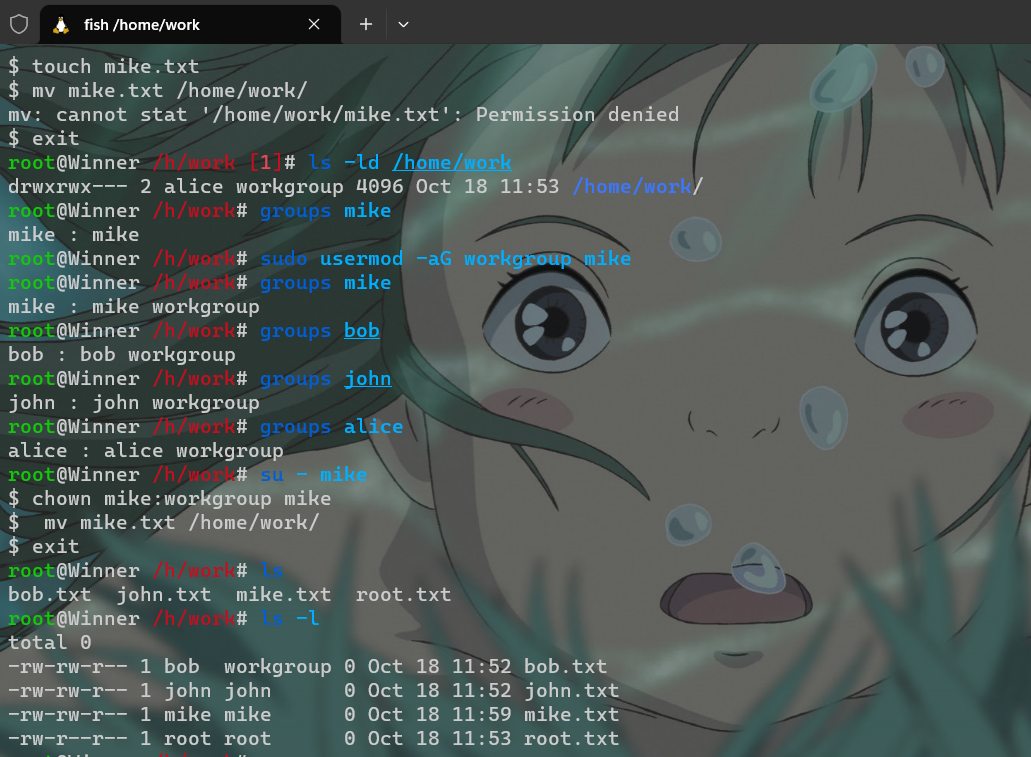 fish /home/work
$ touch mike.txt
$ mv mike.txt /home/work/
mv: cannot stat '/home/work/mike.txt': Permission denied
$ exit
root@Winner /h/work [1]# ls -ld /home/work
drwxrwx--- 2 alice workgroup 4096 Oct 18 11:53 /home/work/
root@Winner /h/work# groups mike
mike : mike
root@Winner /h/work# sudo usermod -aG workgroup mike
root@Winner /h/work# groups mike
mike : mike workgroup
root@Winner /h/work# groups bob
bob : bob workgroup
root@Winner /h/work# groups john
john : john workgroup
root@Winner /h/work# groups alice
alice : alice workgroup
root@Winner /h/work# su - mike
$ chown mike:workgroup mike
$  mv mike.txt /home/work/
$ exit
root@Winner /h/work# ls
bob.txt  john.txt  mike.txt  root.txt
root@Winner /h/work# ls -l
total 0
-rw-rw-r-- 1 bob  workgroup 0 Oct 18 11:52 bob.txt
-rw-rw-r-- 1 john john      0 Oct 18 11:52 john.txt
-rw-rw-r-- 1 mike mike      0 Oct 18 11:59 mike.txt
-rw-r--r-- 1 root root      0 Oct 18 11:53 root.txt